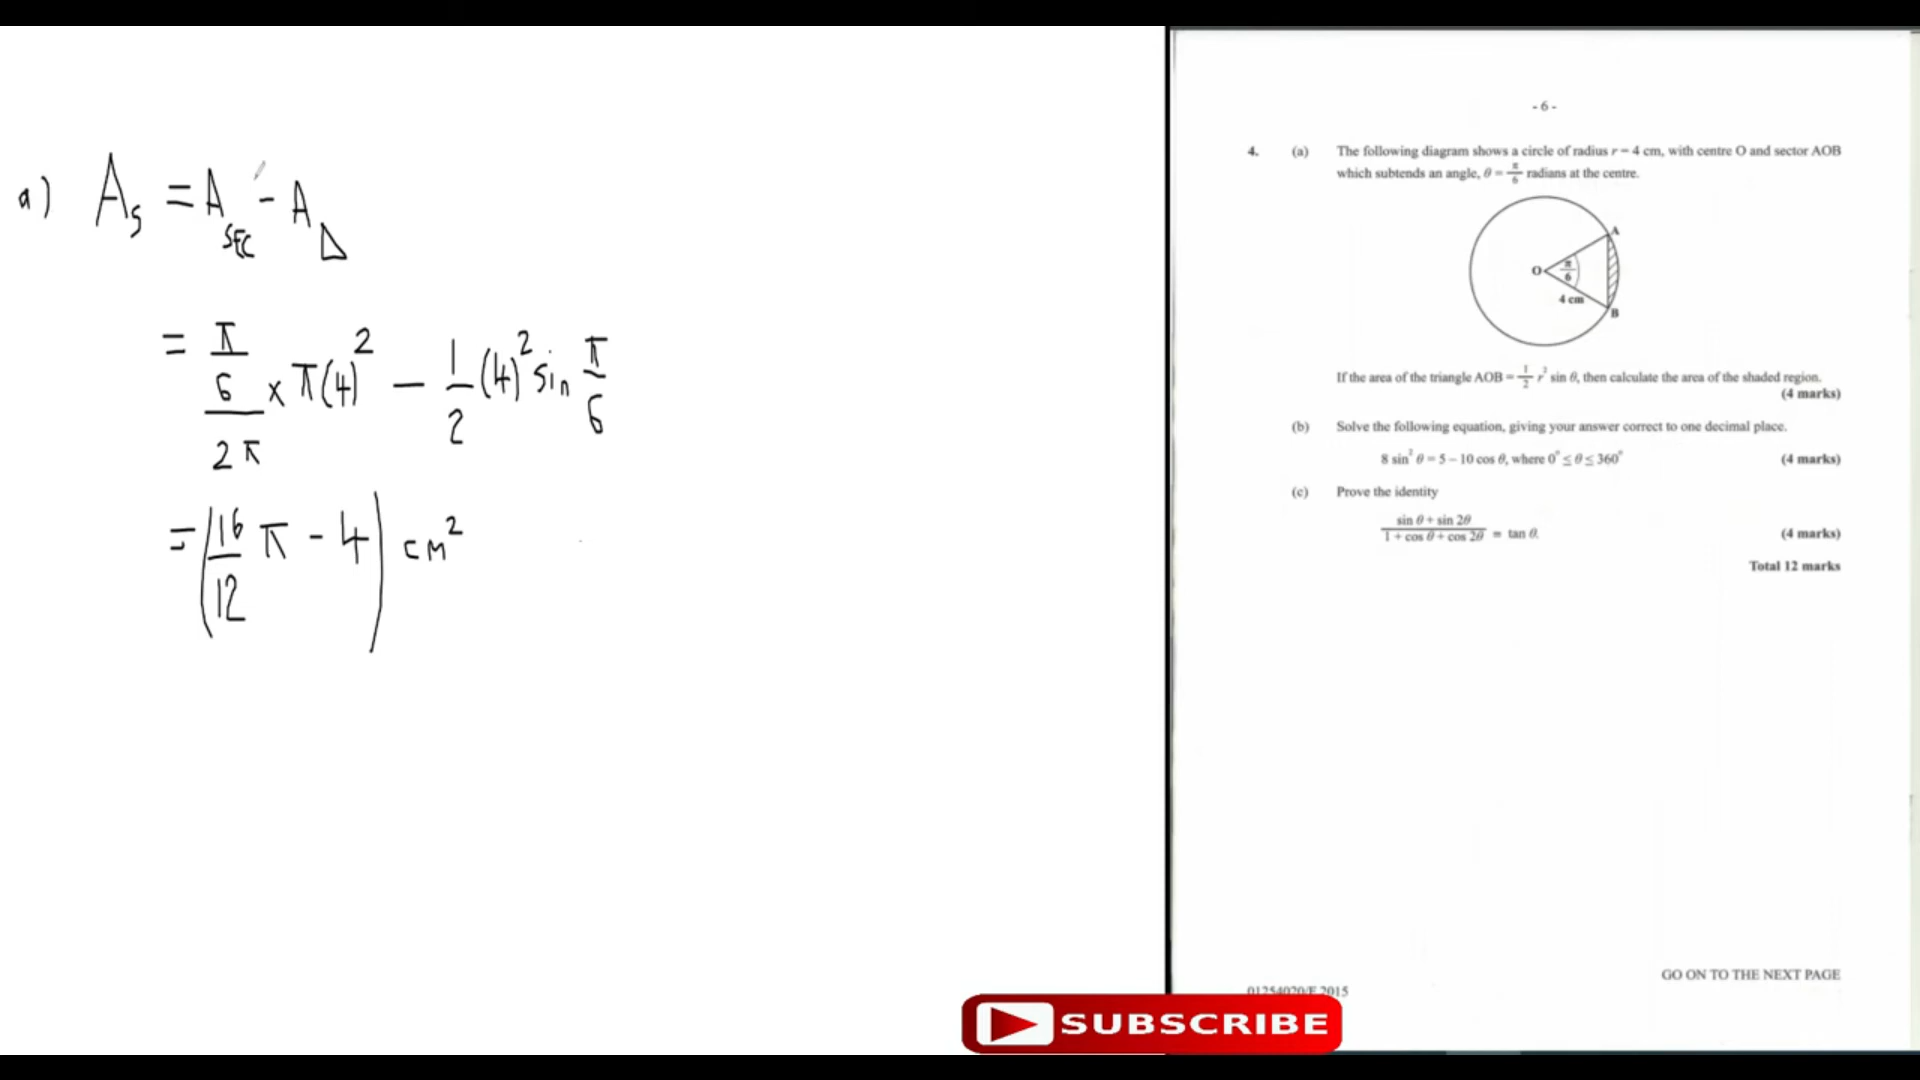 a) A_S = A_SEC - A_△
= (π/6)/(2π) × π(4)² - 1/2 (4)² sin π/6
= (16/12 π - 4) cm²
- 6 -
4. (a) The following diagram shows a circle of radius r = 4 cm, with centre O and sector AOB
which subtends an angle, θ = π/6 radians at the centre.
A
O π/6
4 cm
B
If the area of the triangle AOB = 1/2 r² sin θ, then calculate the area of the shaded region.
(4 marks)
(b) Solve the following equation, giving your answer correct to one decimal place.
8 sin² θ = 5 – 10 cos θ, where 0° ≤ θ ≤ 360° (4 marks)
(c) Prove the identity
(sin θ + sin 2θ)/(1 + cos θ + cos 2θ) = tan θ. (4 marks)
Total 12 marks
GO ON TO THE NEXT PAGE
01254020/F 2015
SUBSCRIBE